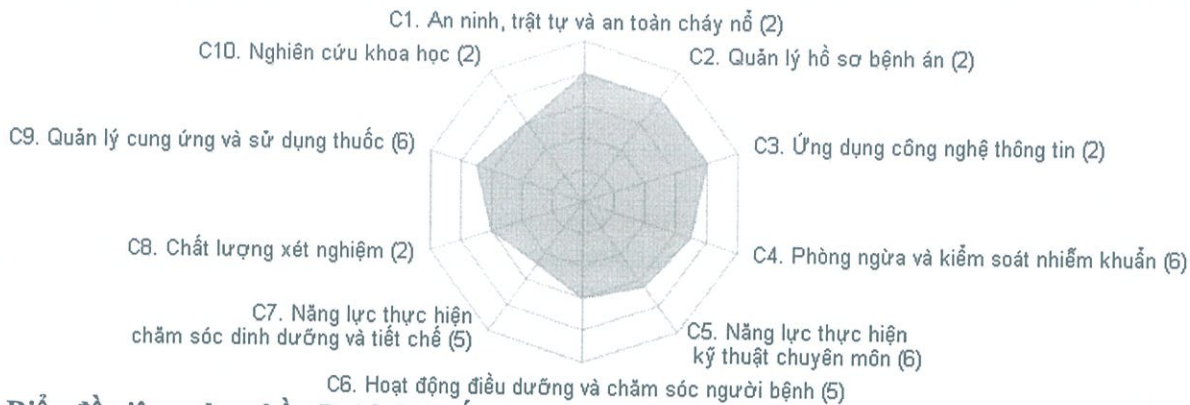 C1. An ninh, trật tự và an toàn cháy nổ (2)
C2. Quản lý hồ sơ bệnh án (2)
C3. Ứng dụng công nghệ thông tin (2)
C4. Phòng ngừa và kiểm soát nhiễm khuẩn (6)
C5. Năng lực thực hiện
kỹ thuật chuyên môn (6)
C6. Hoạt động điều dưỡng và chăm sóc người bệnh (5)
C7. Năng lực thực hiện
chăm sóc dinh dưỡng và tiết chế (5)
C8. Chất lượng xét nghiệm (2)
C9. Quản lý cung ứng và sử dụng thuốc (6)
C10. Nghiên cứu khoa học (2)